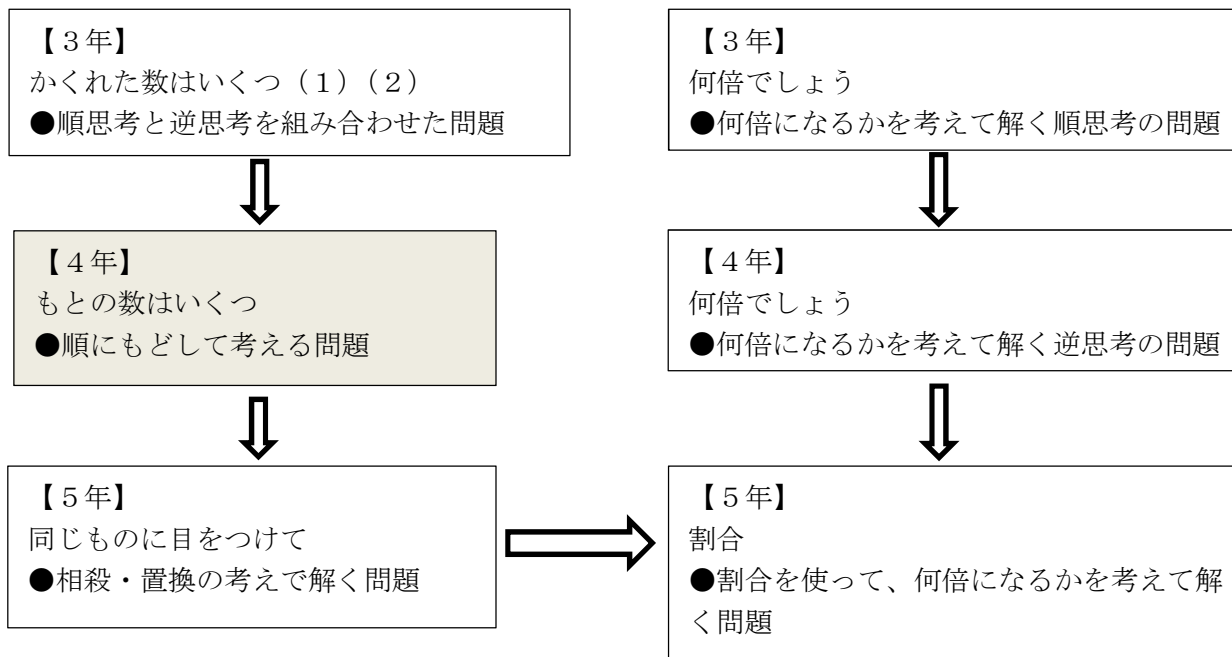 【３年】
かくれた数はいくつ（１）（２）
●順思考と逆思考を組み合わせた問題
【３年】
何倍でしょう
●何倍になるかを考えて解く順思考の問題
【４年】
もとの数はいくつ
●順にもどして考える問題
【４年】
何倍でしょう
●何倍になるかを考えて解く逆思考の問題
【５年】
同じものに目をつけて
●相殺・置換の考えで解く問題
【５年】
割合
●割合を使って、何倍になるかを考えて解
く問題